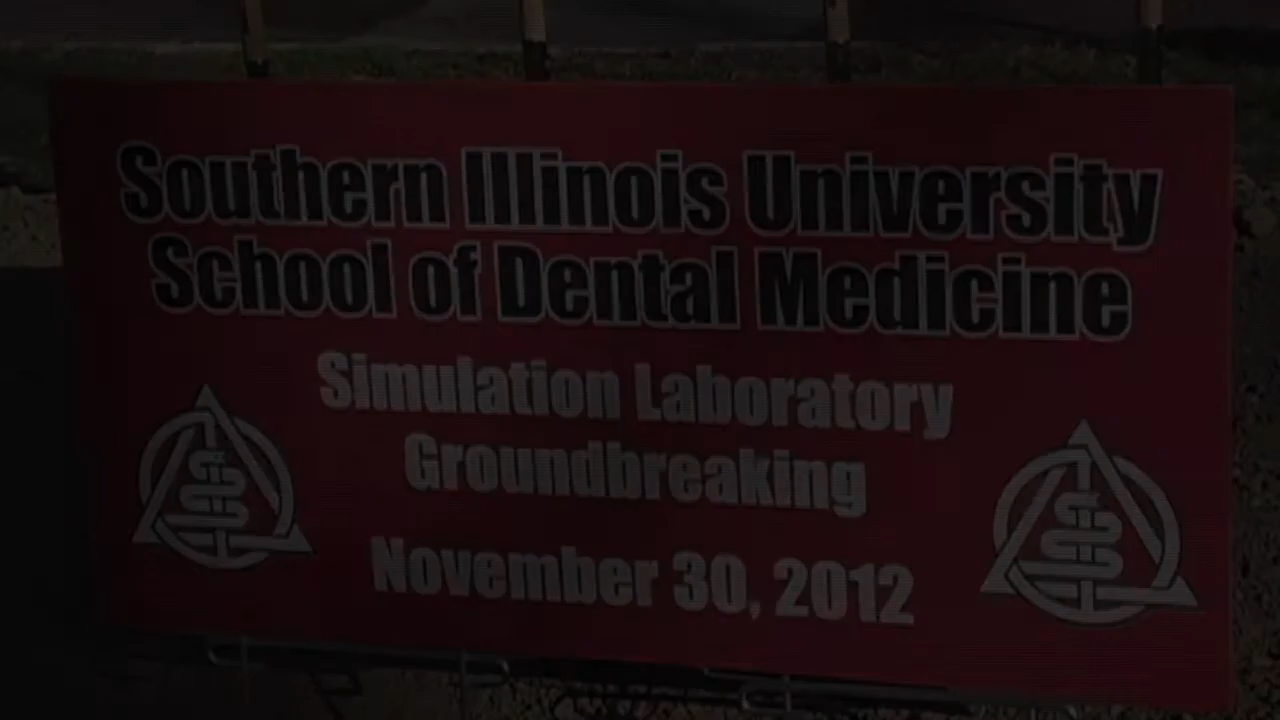 Southern Illinois University
School of Dental Medicine
Simulation Laboratory
Groundbreaking
November 30, 2012